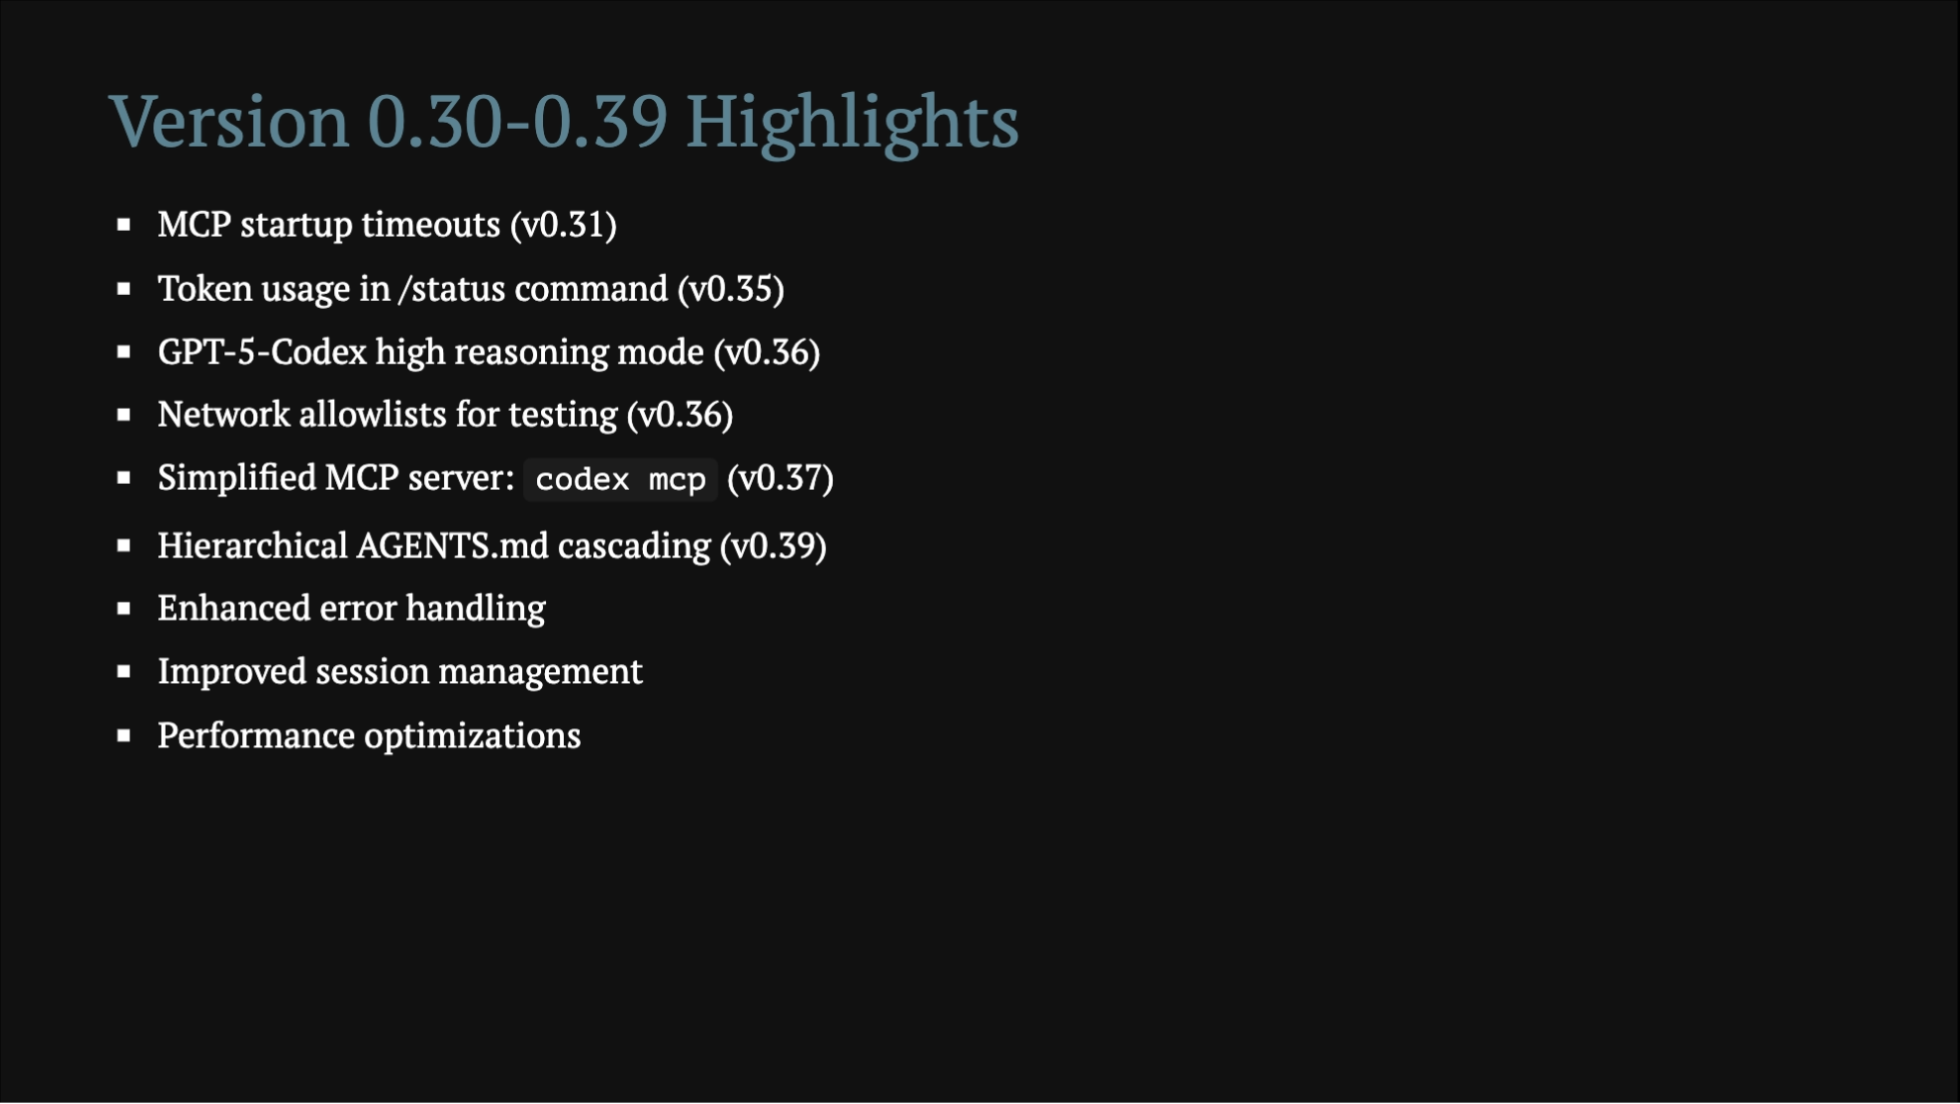 Version 0.30-0.39 Highlights
MCP startup timeouts (v0.31)
Token usage in /status command (v0.35)
GPT-5-Codex high reasoning mode (v0.36)
Network allowlists for testing (v0.36)
Simplified MCP server: codex mcp (v0.37)
Hierarchical AGENTS.md cascading (v0.39)
Enhanced error handling
Improved session management
Performance optimizations